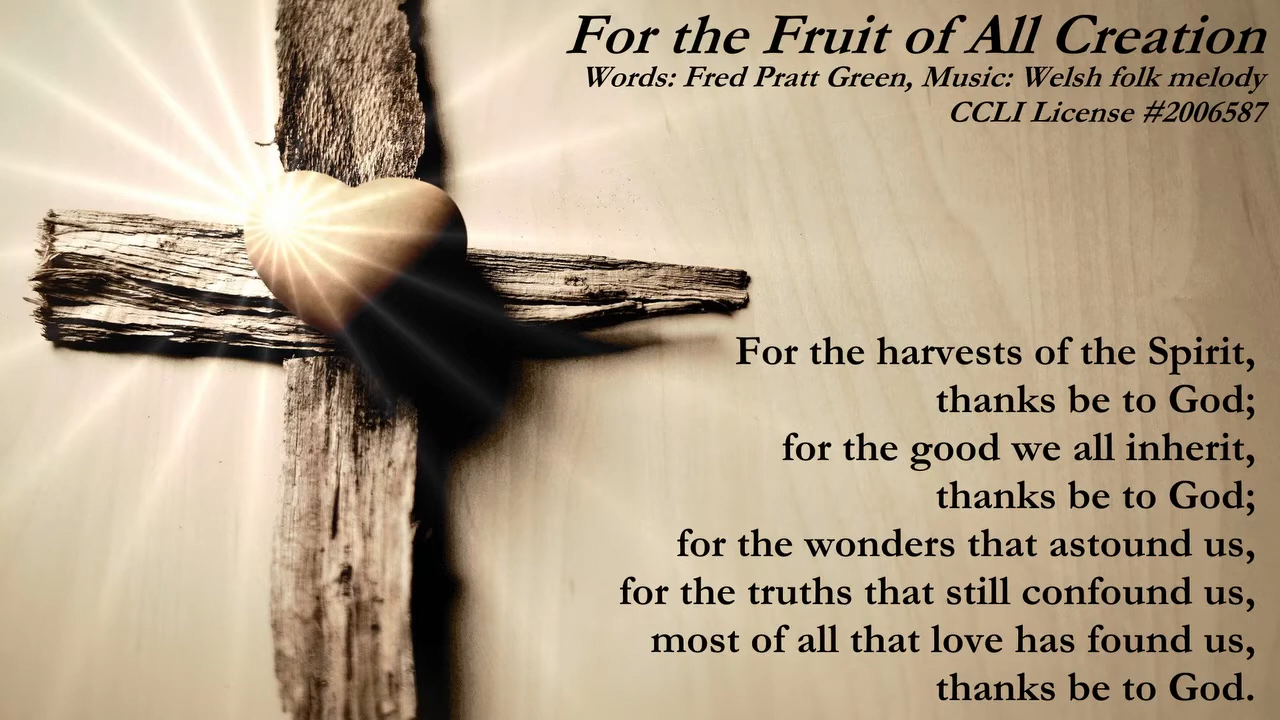 For the Fruit of All Creation
Words: Fred Pratt Green, Music: Welsh folk melody
CCLI License #2006587
For the harvests of the Spirit,
thanks be to God;
for the good we all inherit,
thanks be to God;
for the wonders that astound us,
for the truths that still confound us,
most of all that love has found us,
thanks be to God.